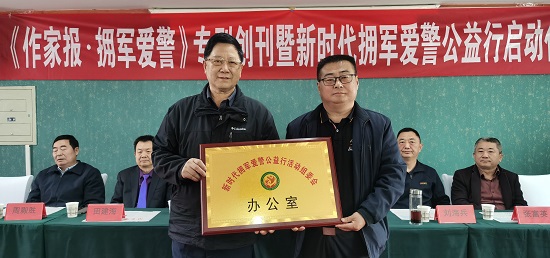 《作家报·拥军爱警》专刊创刊暨新时代拥军爱警公益行启动仪
新时代拥军爱警公益行活动组委会
办公室